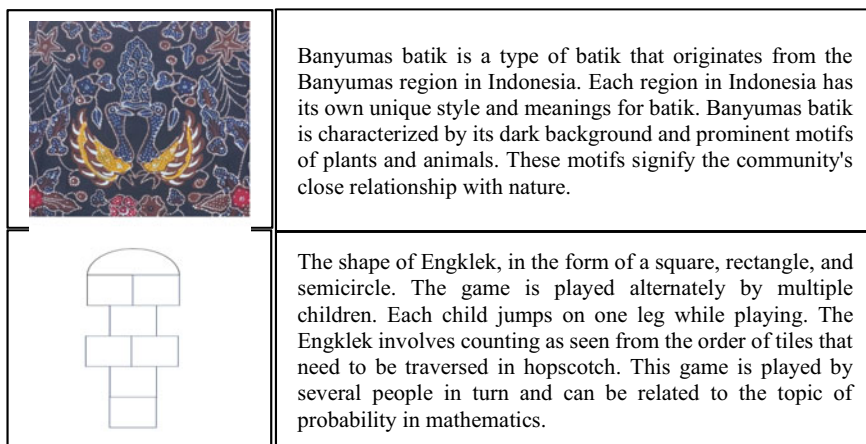 Banyumas batik is a type of batik that originates from the
Banyumas region in Indonesia. Each region in Indonesia has
its own unique style and meanings for batik. Banyumas batik
is characterized by its dark background and prominent motifs
of plants and animals. These motifs signify the community's
close relationship with nature.
The shape of Engklek, in the form of a square, rectangle, and
semicircle. The game is played alternately by multiple
children. Each child jumps on one leg while playing. The
Engklek involves counting as seen from the order of tiles that
need to be traversed in hopscotch. This game is played by
several people in turn and can be related to the topic of
probability in mathematics.